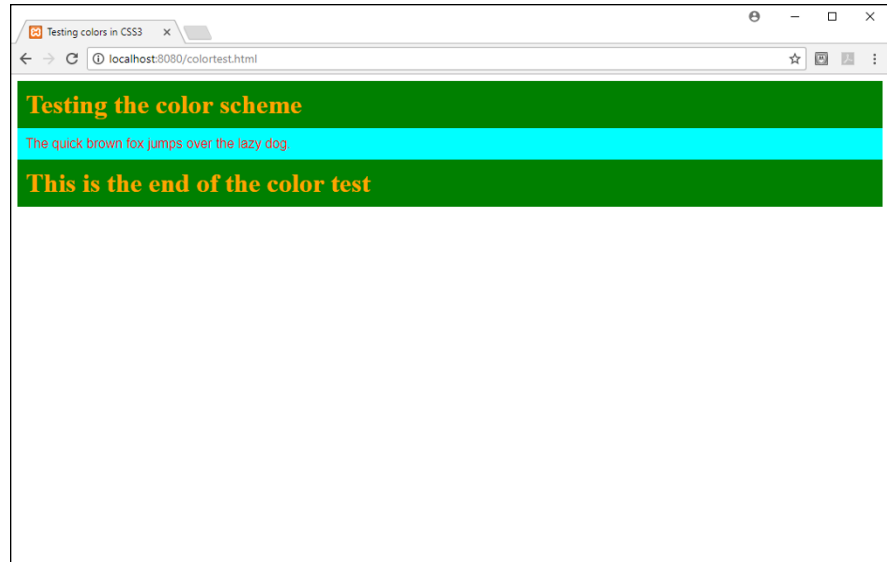 Testing colors in CSS3
localhost:8080/colortest.html
Testing the color scheme
The quick brown fox jumps over the lazy dog.
This is the end of the color test